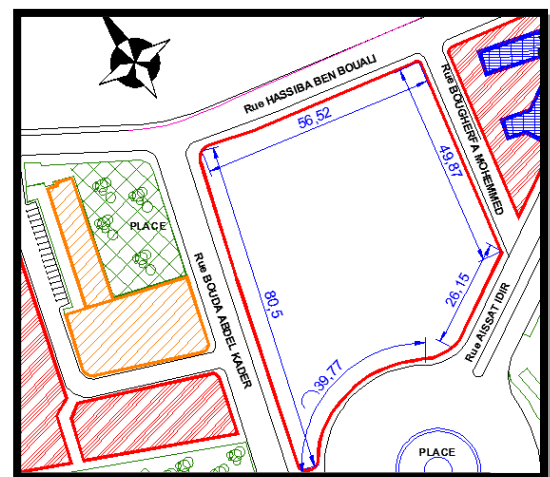 Rue HASSIBA BEN BOUALI
Rue BOUGHERFA MOHEMMED
56,52
49,87
PLACE
Rue BOUDA ABDEL KADER
80,5
26,15
Rue AISSAT IDIR
39,77
PLACE